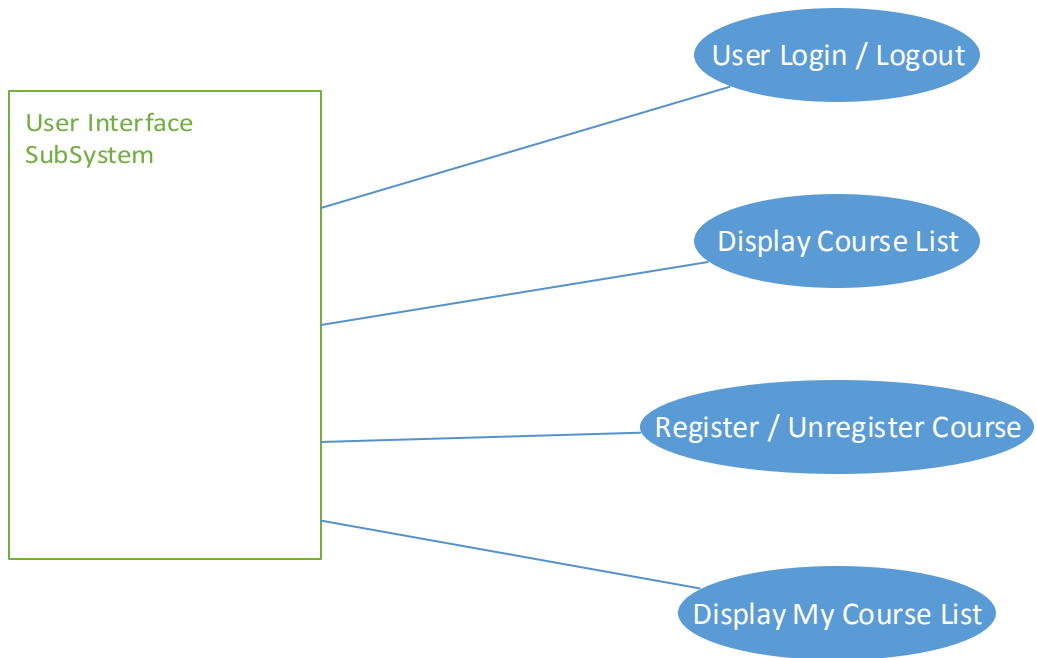 User Login / Logout
User Interface
SubSystem
Display Course List
Register / Unregister Course
Display My Course List